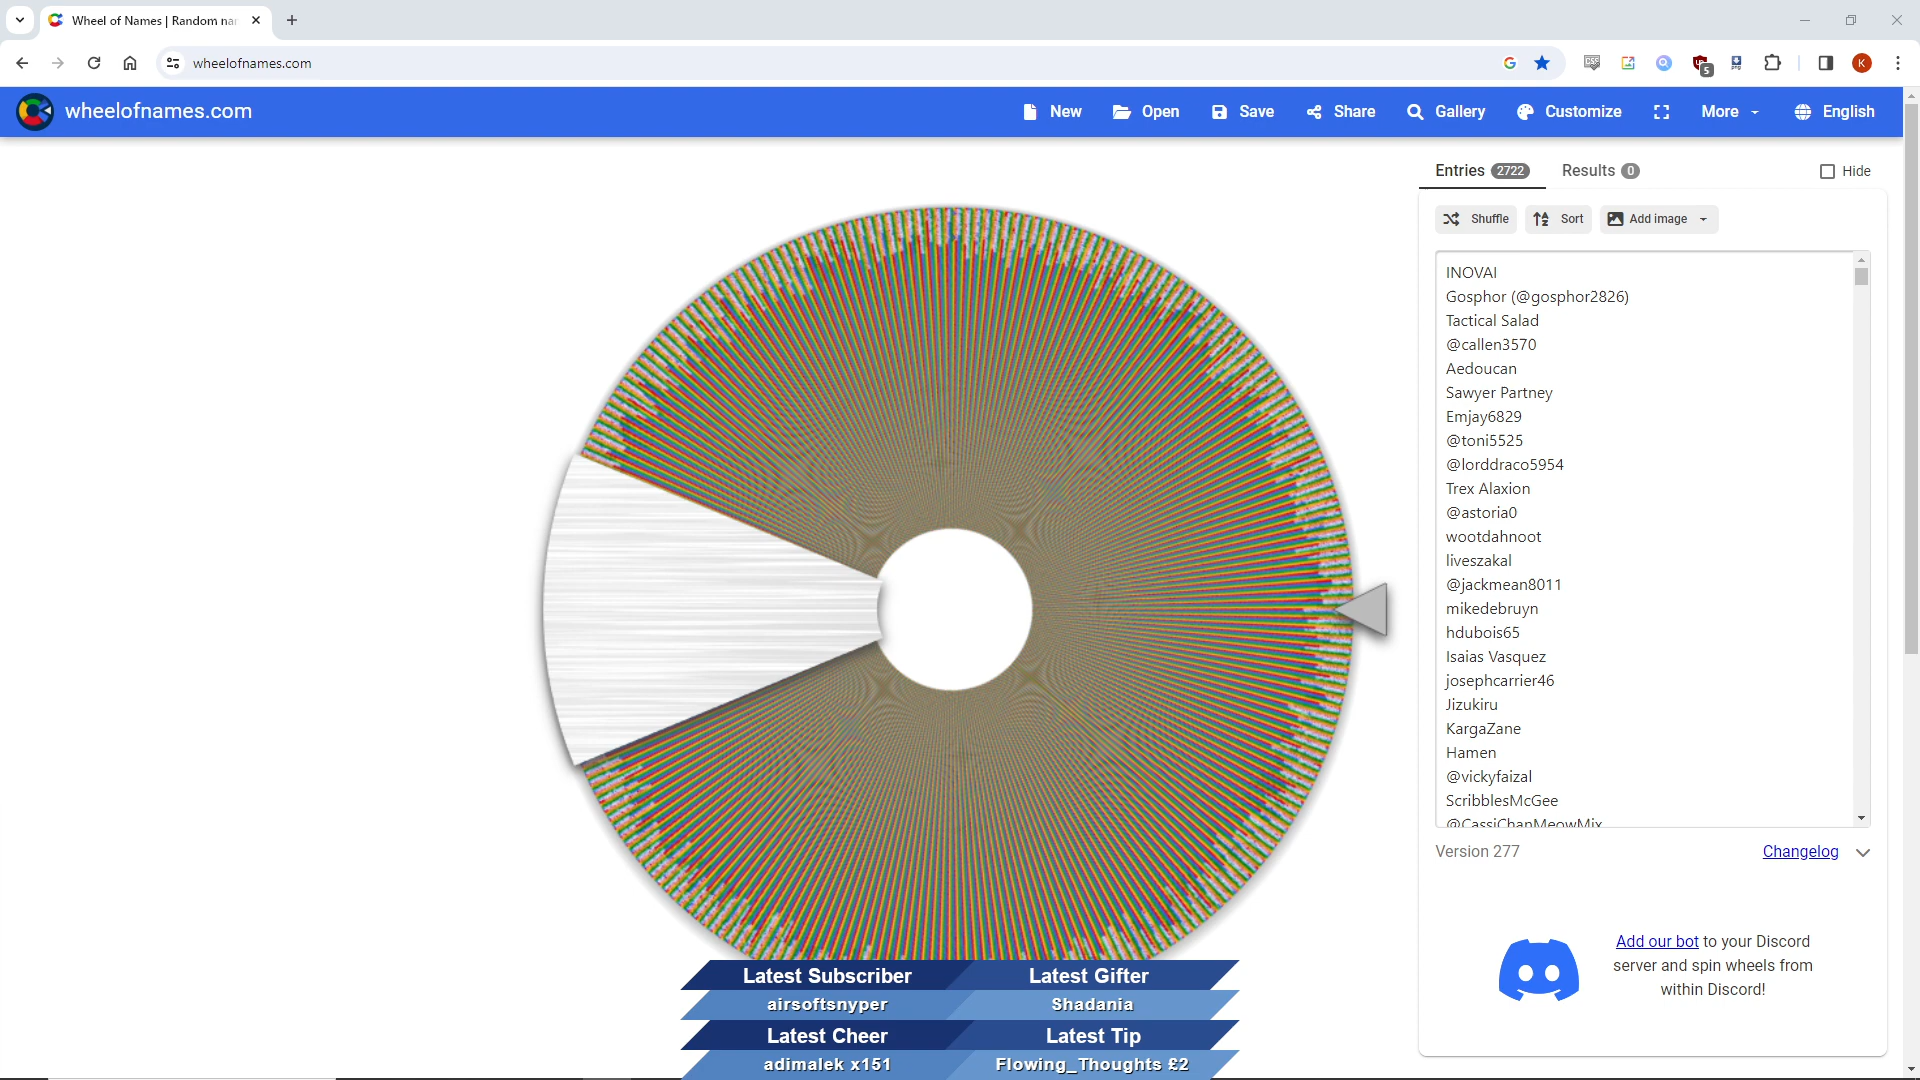 Wheel of Names | Random na
wheelofnames.com
5
K
wheelofnames.com
New
Open
Save
Share
Gallery
Customize
More
English
Entries 2722
Results 0
Hide
Shuffle
Sort
Add image
INOVAI
Gosphor (@gosphor2826)
Tactical Salad
@callen3570
Aedoucan
Sawyer Partney
Emjay6829
@toni5525
@lorddraco5954
Trex Alaxion
@astoria0
wootdahnoot
liveszakal
@jackmean8011
mikedebruyn
hdubois65
Isaias Vasquez
josephcarrier46
Jizukiru
KargaZane
Hamen
@vickyfaizal
ScribblesMcGee
@CassiChanMeowMix
Version 277
Changelog
Add our bot to your Discord
server and spin wheels from
within Discord!
Latest Subscriber
airsoftsnyper
Latest Gifter
Shadania
Latest Cheer
adimalek x151
Latest Tip
Flowing_Thoughts £2